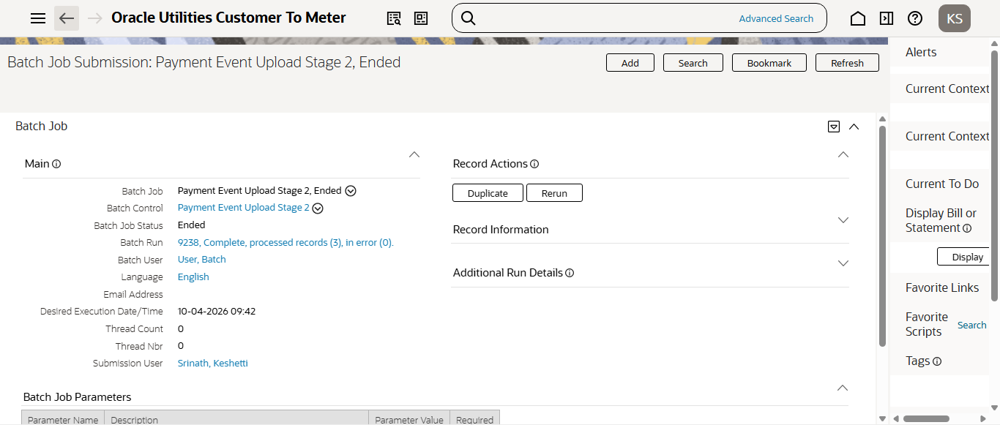 Oracle Utilities Customer To Meter
Advanced Search
KS
Batch Job Submission: Payment Event Upload Stage 2, Ended
Add
Search
Bookmark
Refresh
Batch Job
Main
Batch Job Payment Event Upload Stage 2, Ended
Batch Control Payment Event Upload Stage 2
Batch Job Status Ended
Batch Run 9238, Complete, processed records (3), in error (0).
Batch User User, Batch
Language English
Email Address
Desired Execution Date/Time 10-04-2026 09:42
Thread Count 0
Thread Nbr 0
Submission User Srinath, Keshetti
Record Actions
Duplicate
Rerun
Record Information
Additional Run Details
Batch Job Parameters
Parameter Name Description Parameter Value Required
Alerts
Current Context
Current Context
Current To Do
Display Bill or
Statement
Display
Favorite Links
Favorite
Scripts
Search
Tags